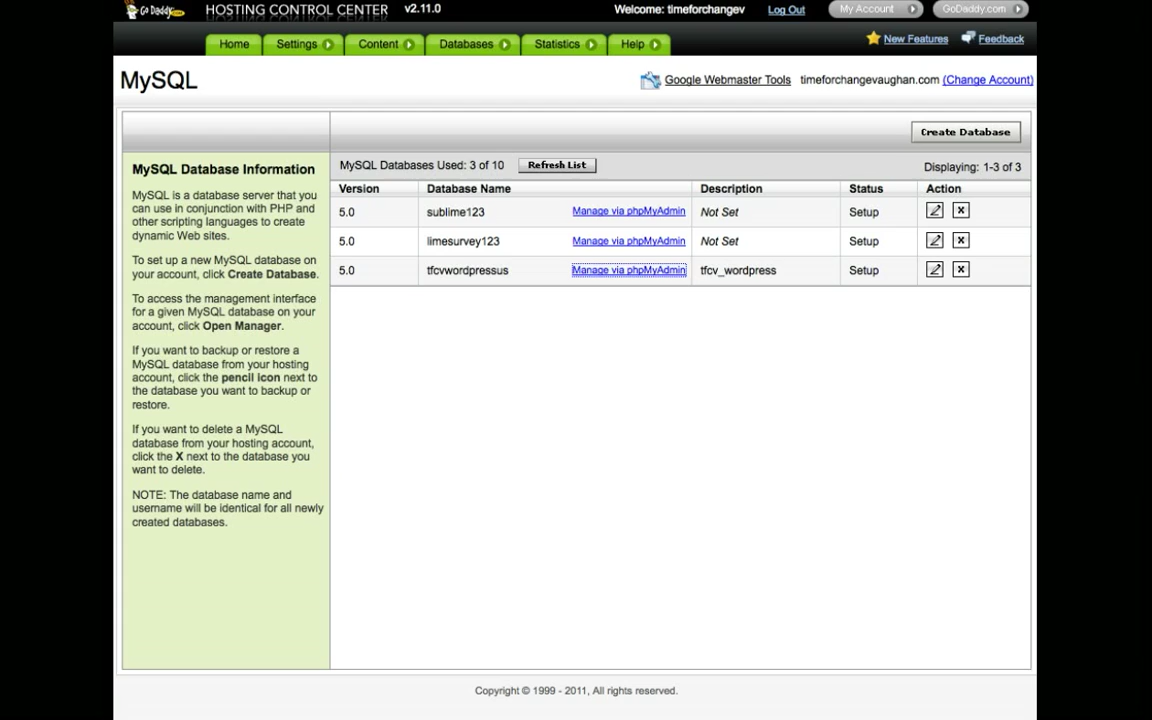 Go Daddy.com HOSTING CONTROL CENTER v2.11.0 Welcome: timeforchangev Log Out My Account GoDaddy.com
Home Settings Content Databases Statistics Help New Features Feedback
MySQL Google Webmaster Tools timeforchangevaughan.com (Change Account)
Create Database
MySQL Databases Used: 3 of 10 Refresh List Displaying: 1-3 of 3
Version Database Name Description Status Action
5.0 sublime123 Manage via phpMyAdmin Not Set Setup
5.0 limesurvey123 Manage via phpMyAdmin Not Set Setup
5.0 tfcvwordpressus Manage via phpMyAdmin tfcv_wordpress Setup
MySQL Database Information
MySQL is a database server that you
can use in conjunction with PHP and
other scripting languages to create
dynamic Web sites.
To set up a new MySQL database on
your account, click Create Database.
To access the management interface
for a given MySQL database on your
account, click Open Manager.
If you want to backup or restore a
MySQL database from your hosting
account, click the pencil icon next to
the database you want to backup or
restore.
If you want to delete a MySQL
database from your hosting account,
click the X next to the database you
want to delete.
NOTE: The database name and
username will be identical for all newly
created databases.
Copyright © 1999 - 2011, All rights reserved.